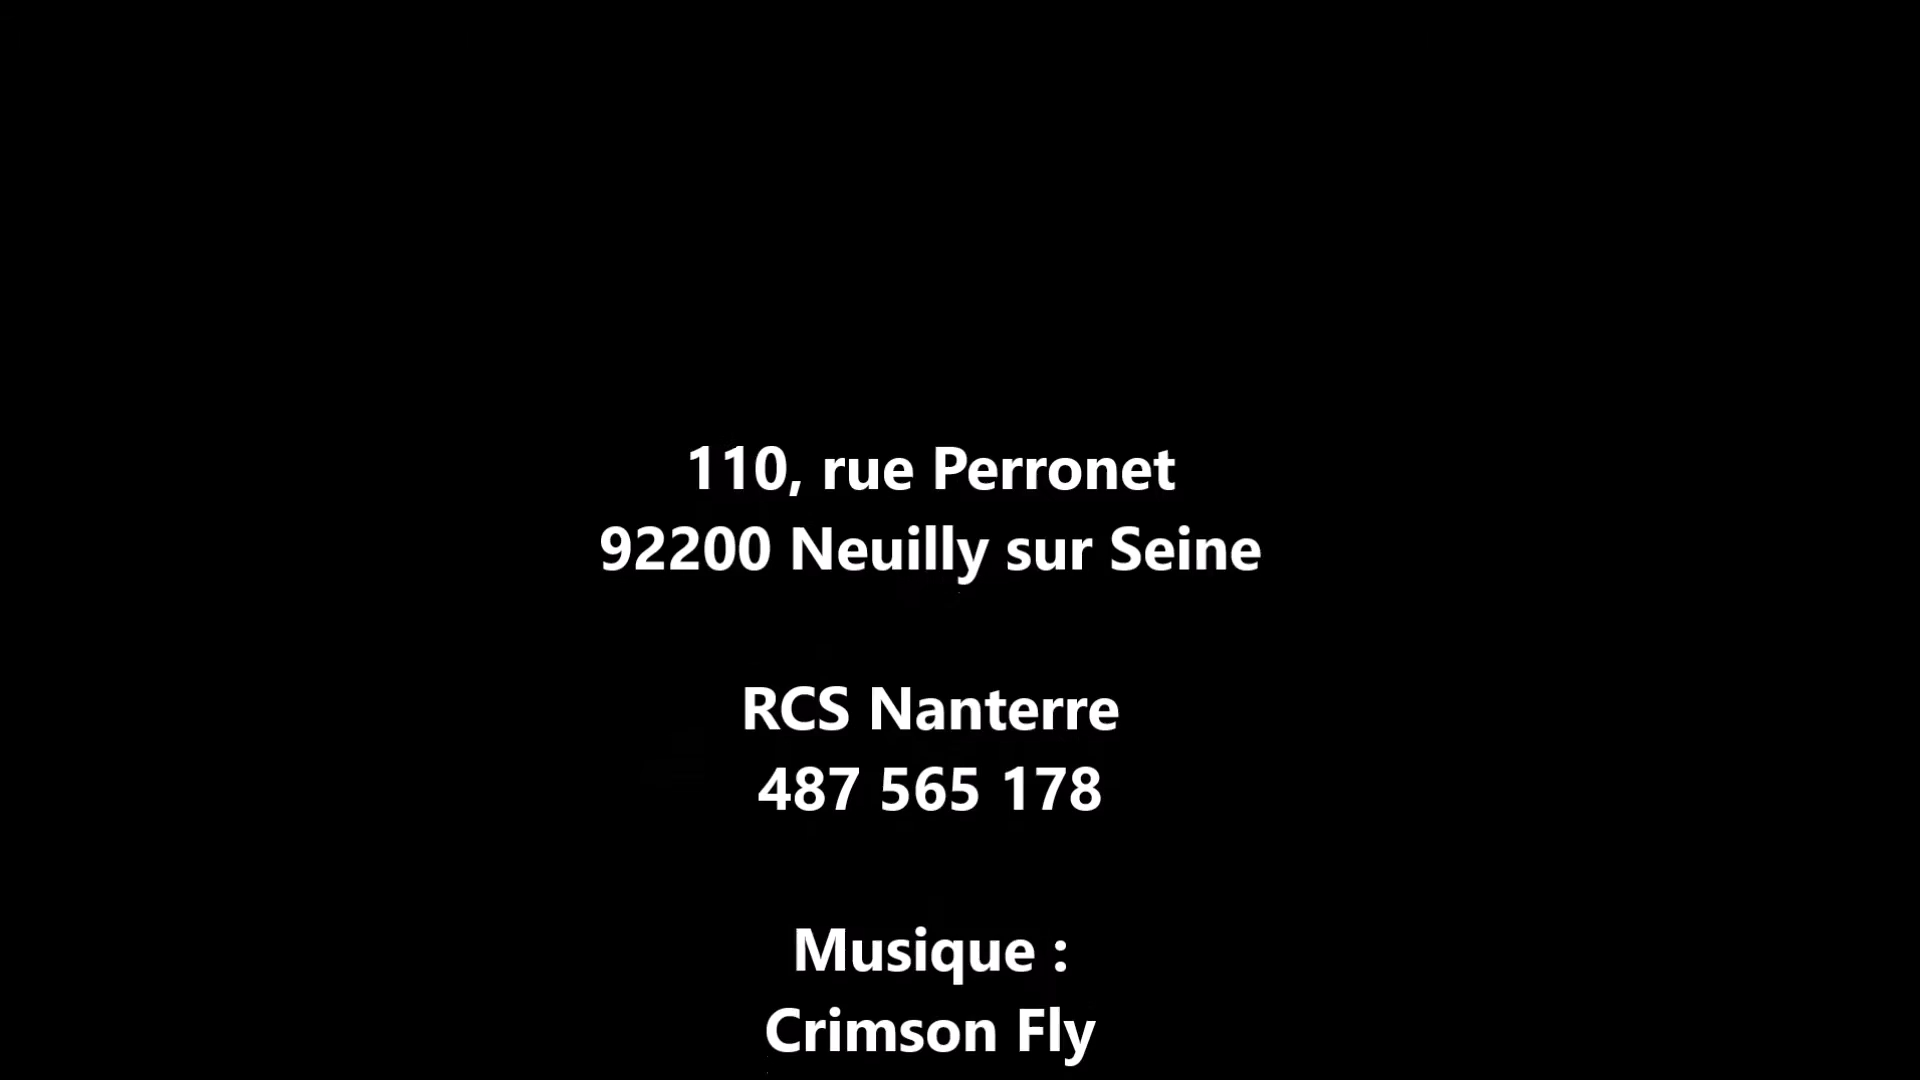 110, rue Perronet
92200 Neuilly sur Seine
RCS Nanterre
487 565 178
Musique :
Crimson Fly